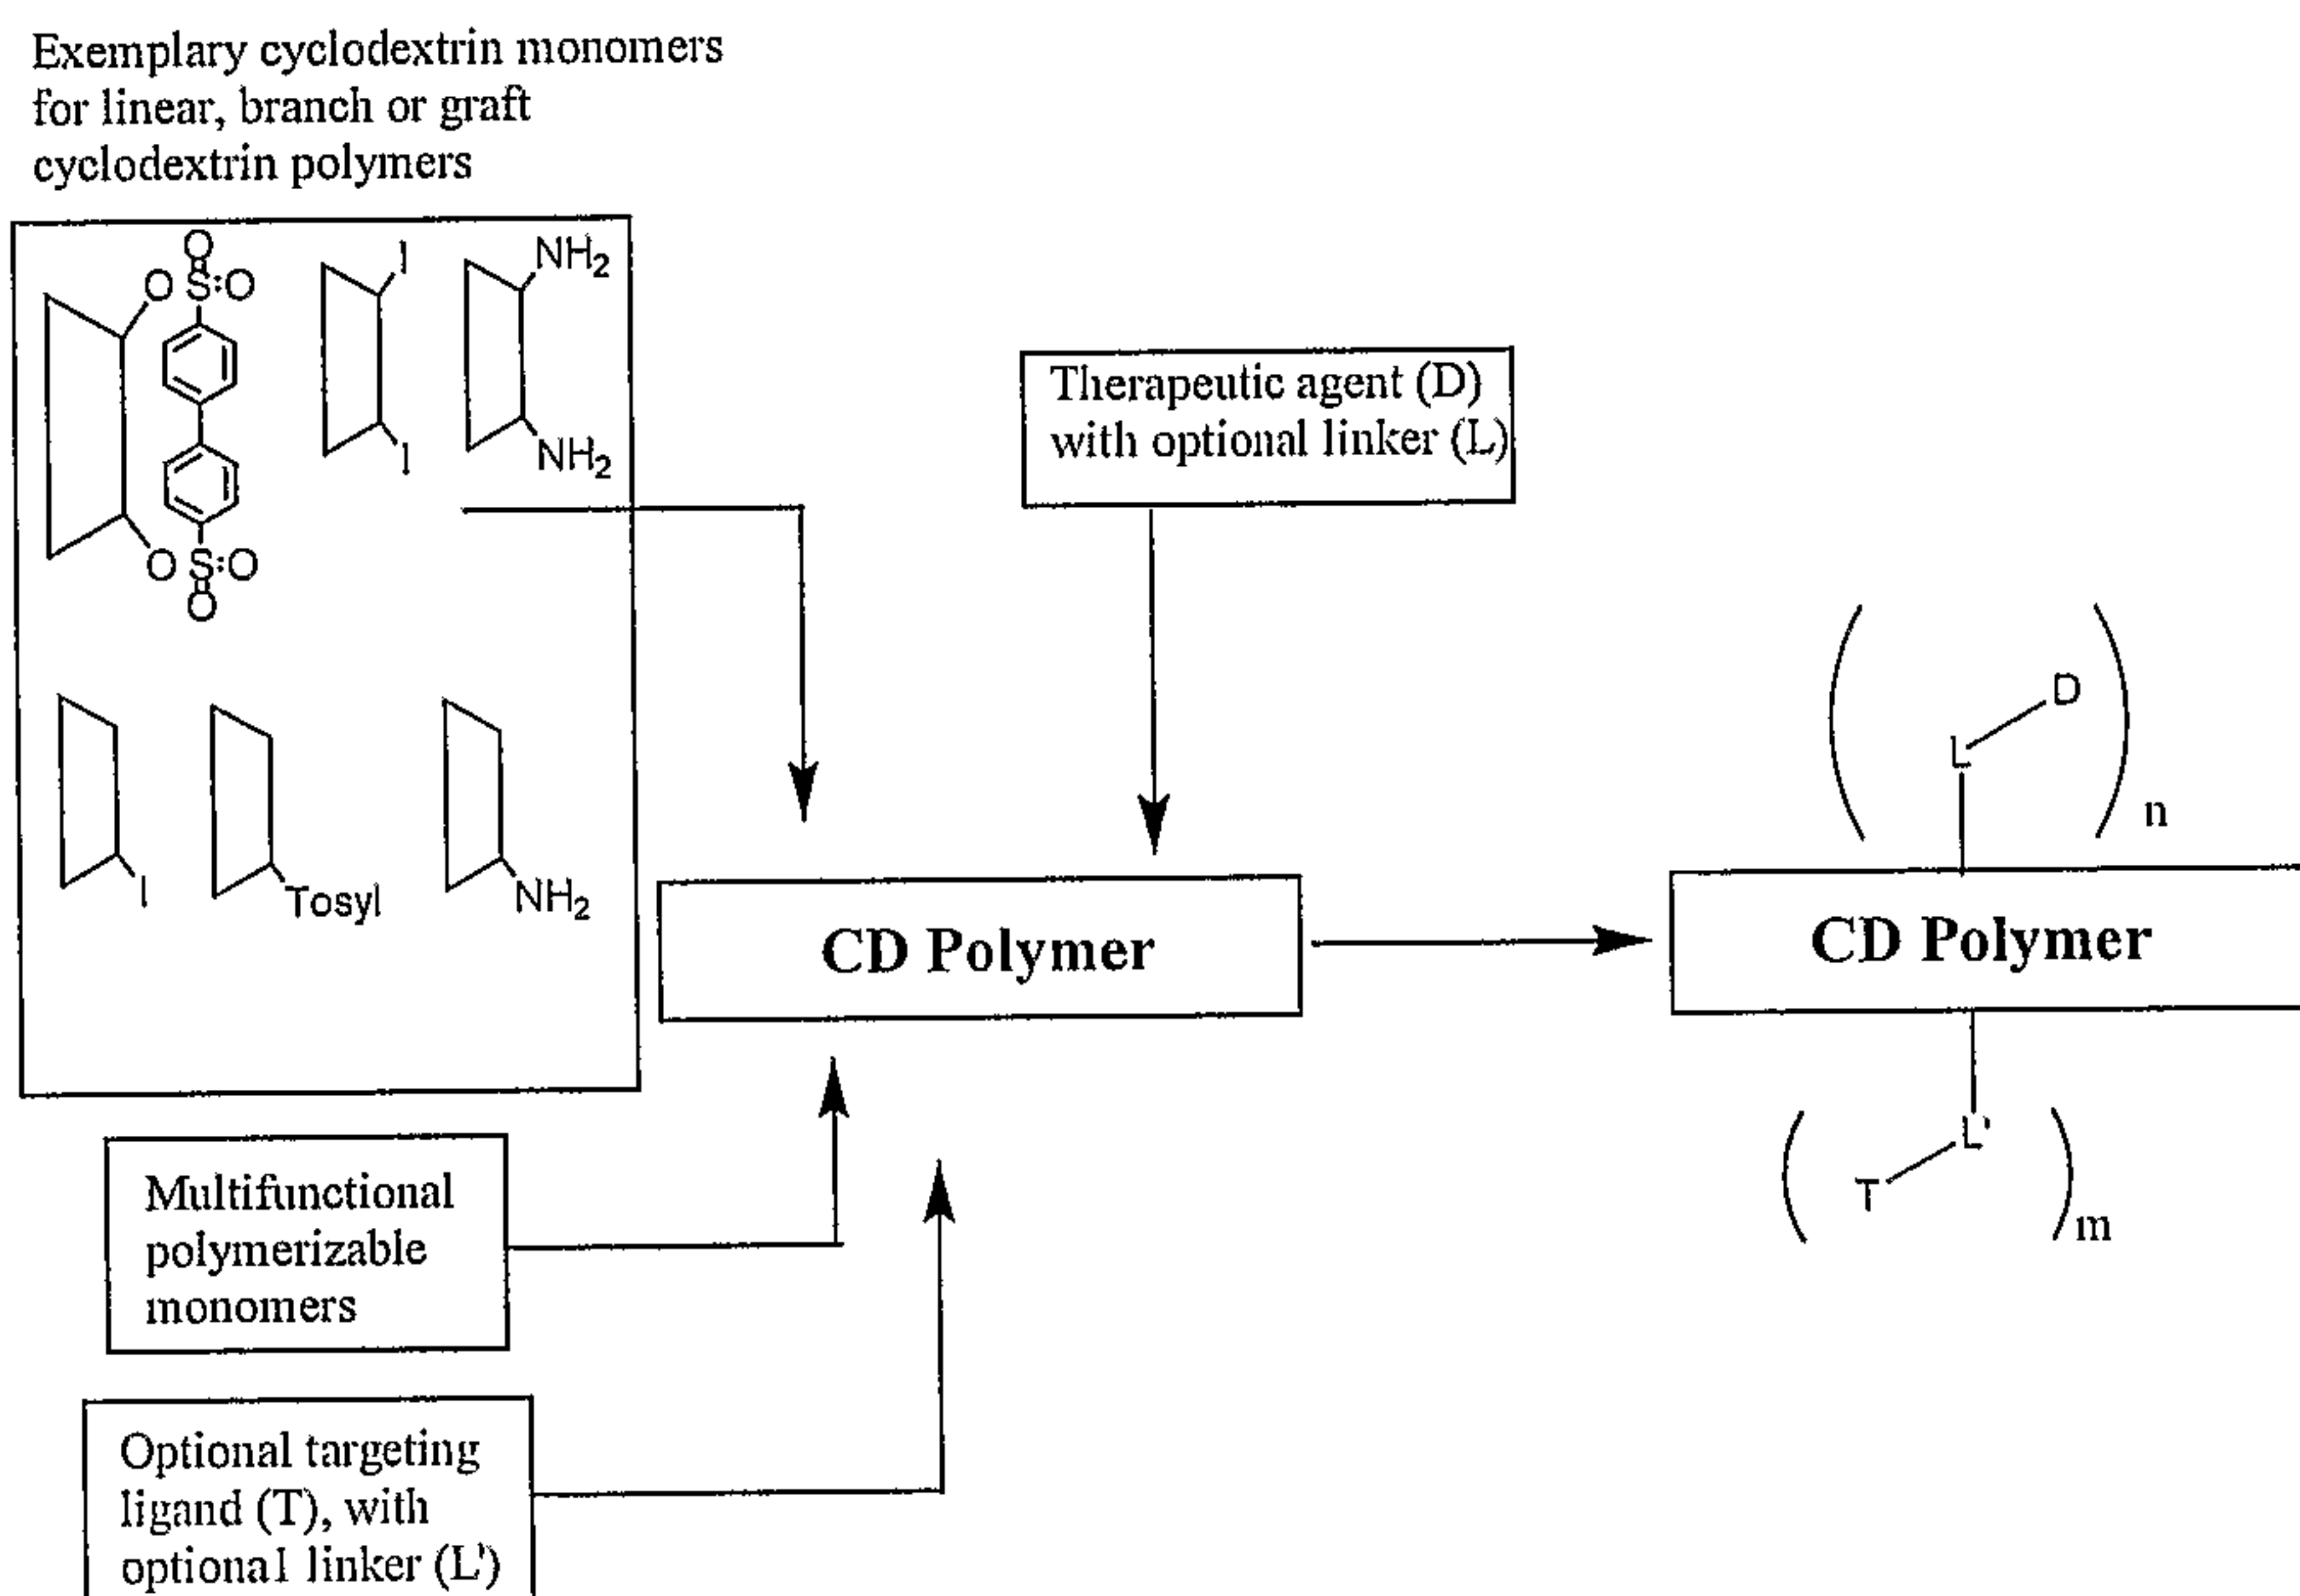 Exemplary cyclodextrin monomers
for linear, branch or graft
cyclodextrin polymers
O
O
S
O
I
I
NH2
NH2
O
S
O
O
I
Tosyl
NH2
Therapeutic agent (D)
with optional linker (L)
CD Polymer
L
D
n
CD Polymer
T
L'
m
Multifunctional
polymerizable
monomers
Optional targeting
ligand (T), with
optional linker (L')